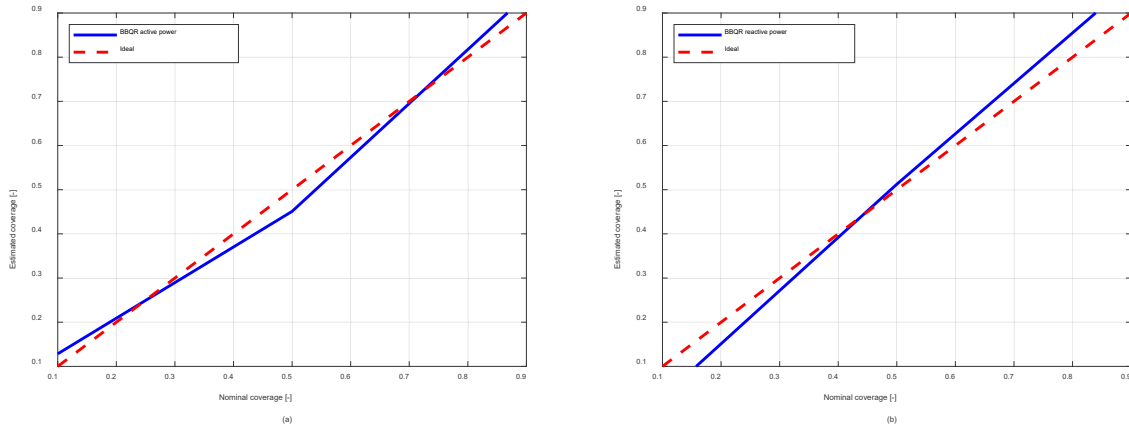 0.9
BBQR active power
Ideal
0.8
0.7
0.6
0.5
0.4
0.3
0.2
0.1
Estimated coverage [-]
0.1 0.2 0.3 0.4 0.5 0.6 0.7 0.8 0.9
Nominal coverage [-]
(a)
0.9
BBQR reactive power
Ideal
0.8
0.7
0.6
0.5
0.4
0.3
0.2
0.1
Estimated coverage [-]
0.1 0.2 0.3 0.4 0.5 0.6 0.7 0.8 0.9
Nominal coverage [-]
(b)